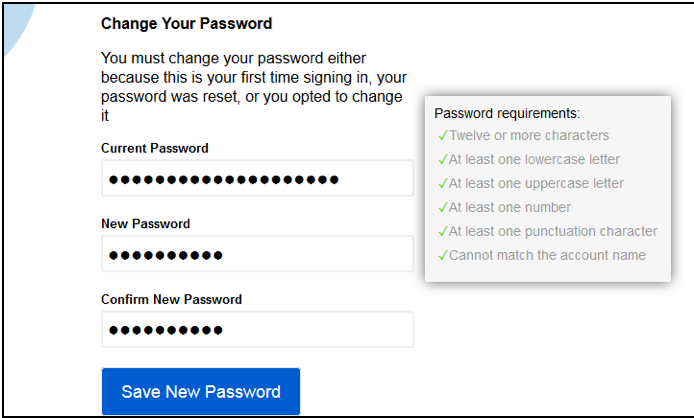 Change Your Password
You must change your password either
because this is your first time signing in, your
password was reset, or you opted to change
it
Current Password
●●●●●●●●●●●●●●●●●●●●
New Password
●●●●●●●●●●
Confirm New Password
●●●●●●●●●●
Save New Password
Password requirements:
✓Twelve or more characters
✓At least one lowercase letter
✓At least one uppercase letter
✓At least one number
✓At least one punctuation character
✓Cannot match the account name